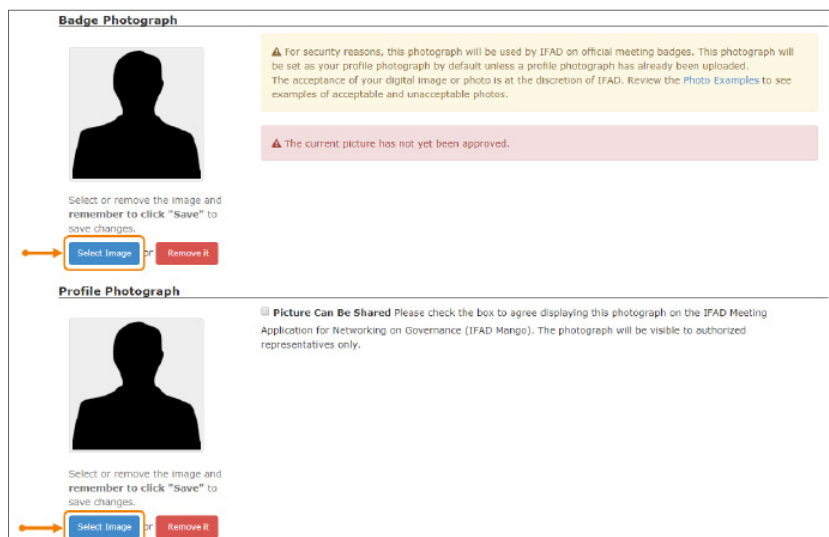 Badge Photograph
⚠ For security reasons, this photograph will be used by IFAD on official meeting badges. This photograph will
be set as your profile photograph by default unless a profile photograph has already been uploaded.
The acceptance of your digital image or photo is at the discretion of IFAD. Review the Photo Examples to see
examples of acceptable and unacceptable photos.
⚠ The current picture has not yet been approved.
Select or remove the image and
remember to click "Save" to
save changes.
Select Image or Remove it
Profile Photograph
Picture Can Be Shared Please check the box to agree displaying this photograph on the IFAD Meeting
Application for Networking on Governance (IFAD Mango). The photograph will be visible to authorized
representatives only.
Select or remove the image and
remember to click "Save" to
save changes.
Select Image or Remove it